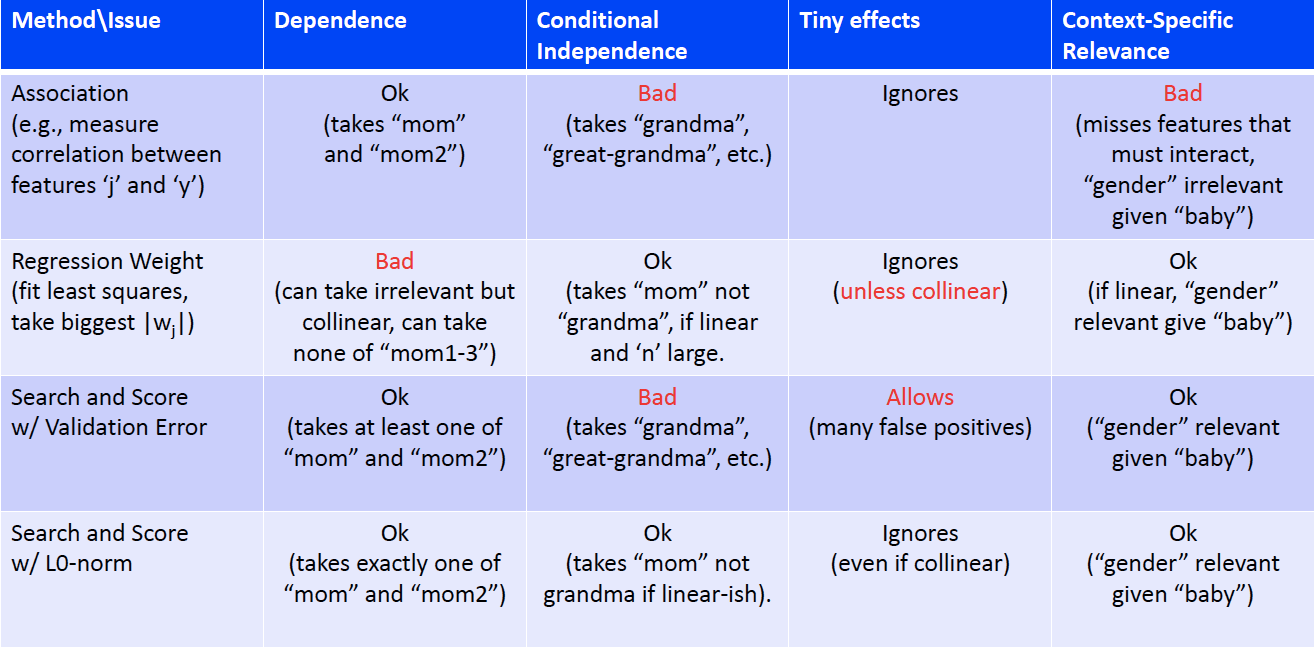 Method\Issue
Dependence
Conditional
Independence
Tiny effects
Context-Specific
Relevance
Association
(e.g., measure
correlation between
features ‘j’ and ‘y’)
Ok
(takes “mom”
and “mom2”)
Bad
(takes “grandma”,
“great-grandma”, etc.)
Ignores
Bad
(misses features that
must interact,
“gender” irrelevant
given “baby”)
Regression Weight
(fit least squares,
take biggest |wj|)
Bad
(can take irrelevant but
collinear, can take
none of “mom1-3”)
Ok
(takes “mom” not
“grandma”, if linear
and ‘n’ large.
Ignores
(unless collinear)
Ok
(if linear, “gender”
relevant give “baby”)
Search and Score
w/ Validation Error
Ok
(takes at least one of
“mom” and “mom2”)
Bad
(takes “grandma”,
“great-grandma”, etc.)
Allows
(many false positives)
Ok
(“gender” relevant
given “baby”)
Search and Score
w/ L0-norm
Ok
(takes exactly one of
“mom” and “mom2”)
Ok
(takes “mom” not
grandma if linear-ish).
Ignores
(even if collinear)
Ok
(“gender” relevant
given “baby”)